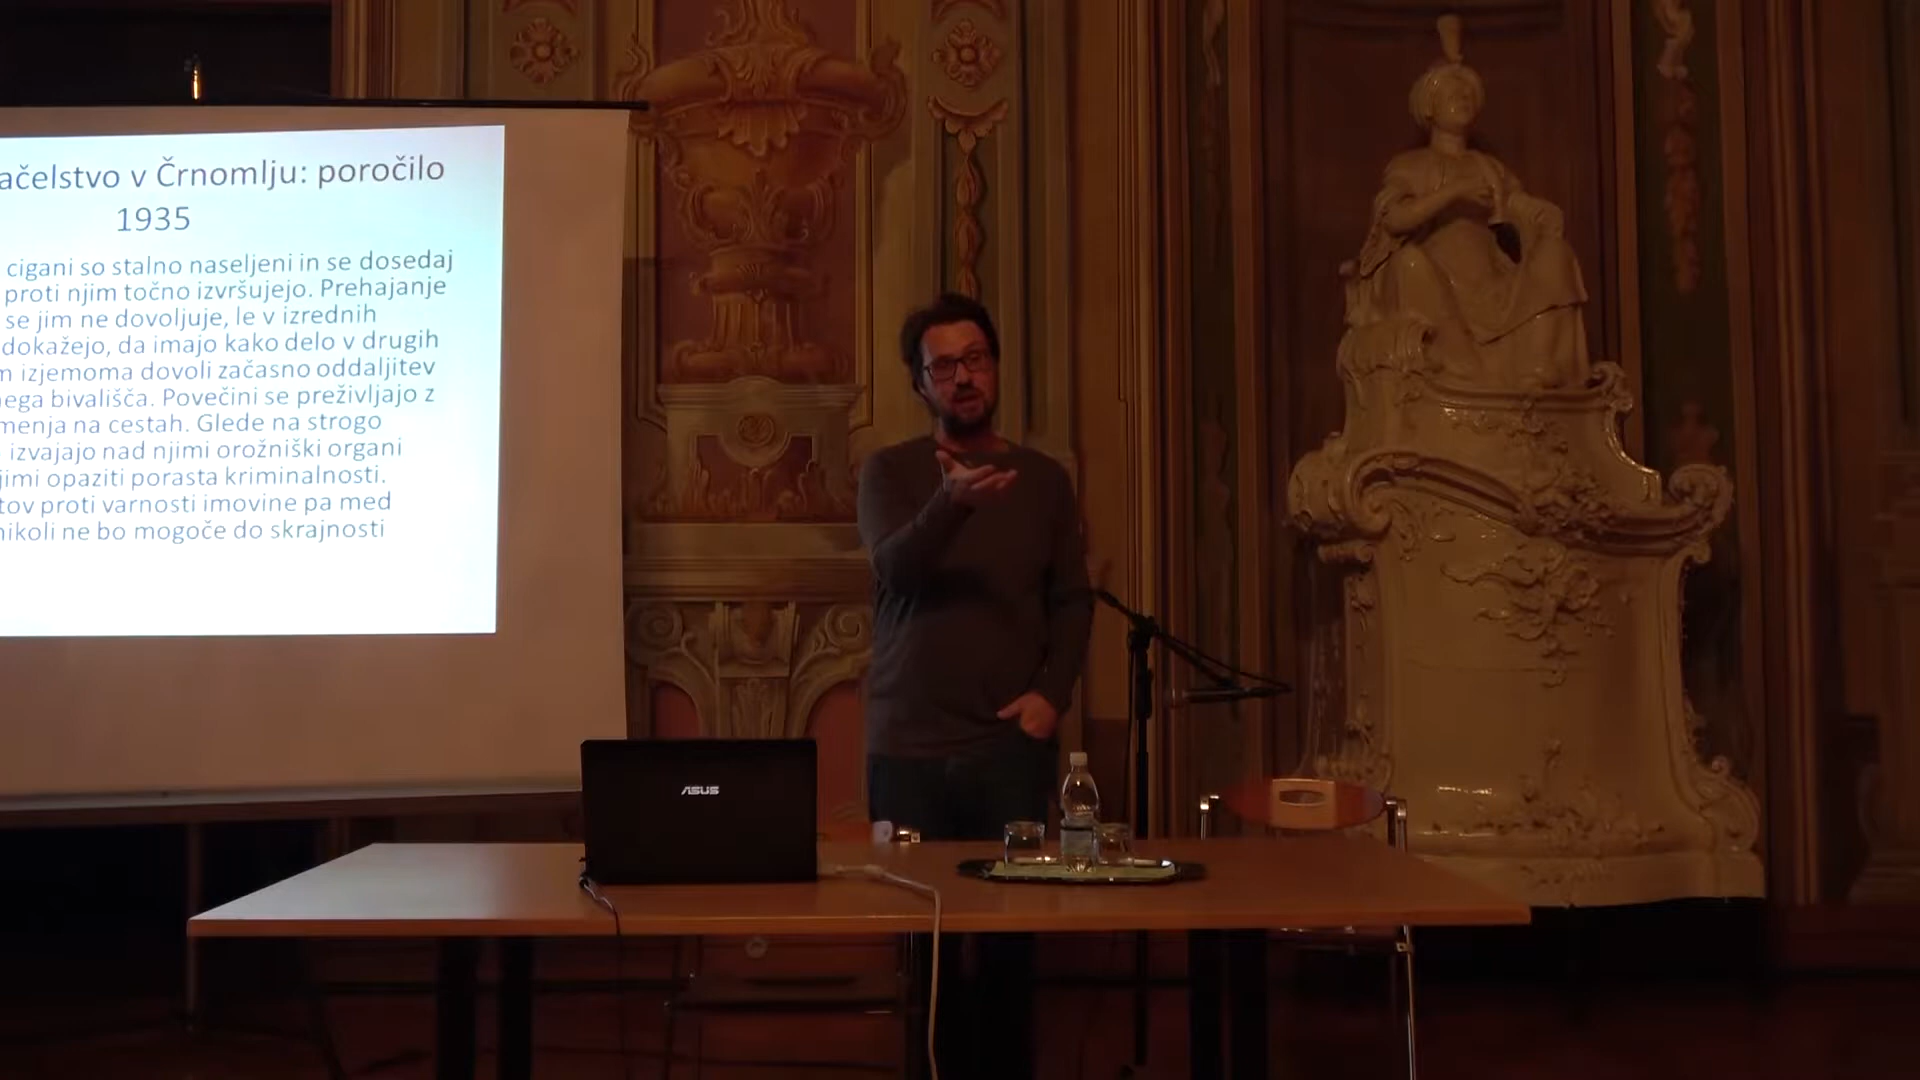 ačelstvo v Črnomlju: poročilo
1935
cigani so stalno naseljeni in se dosedaj
proti njim točno izvršujejo. Prehajanje
se jim ne dovoljuje, le v izrednih
dokažejo, da imajo kako delo v drugih
m izjemoma dovoli začasno oddaljitev
nega bivališča. Povečini se preživljajo z
menja na cestah. Glede na strogo
izvajajo nad njimi orožniški organi
jimi opaziti porasta kriminalnosti.
tov proti varnosti imovine pa med
nikoli ne bo mogoče do skrajnosti
ASUS